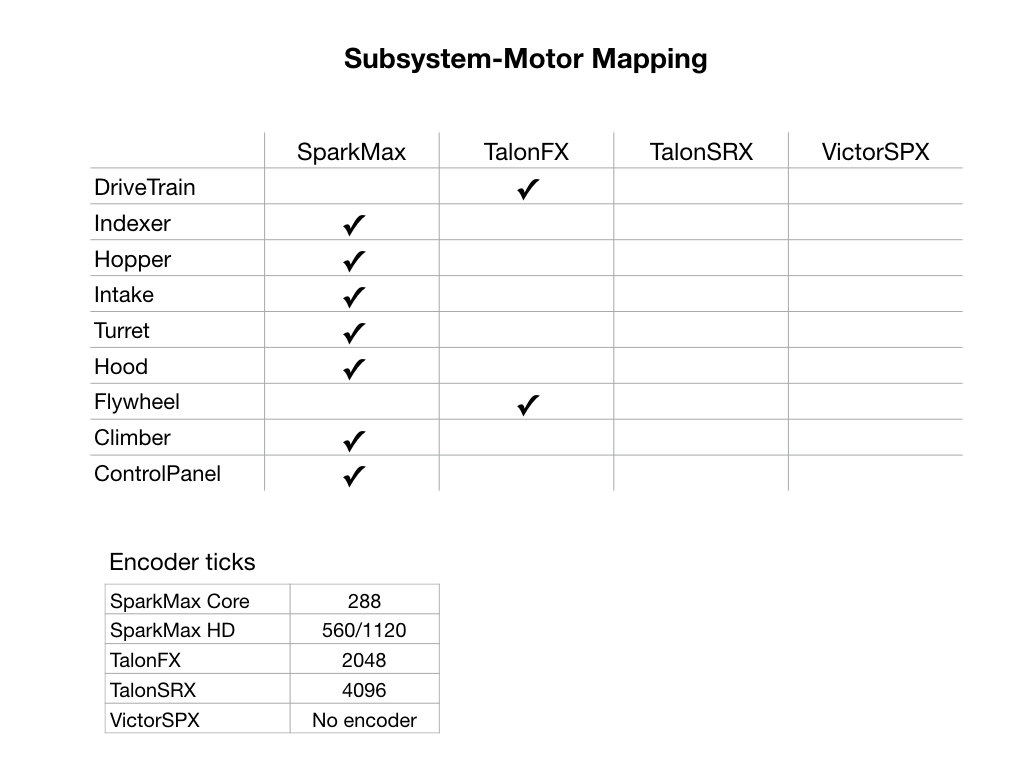 Subsystem-Motor Mapping
SparkMax TalonFX TalonSRX VictorSPX
DriveTrain ✓
Indexer ✓
Hopper ✓
Intake ✓
Turret ✓
Hood ✓
Flywheel ✓
Climber ✓
ControlPanel ✓
Encoder ticks
SparkMax Core 288
SparkMax HD 560/1120
TalonFX 2048
TalonSRX 4096
VictorSPX No encoder